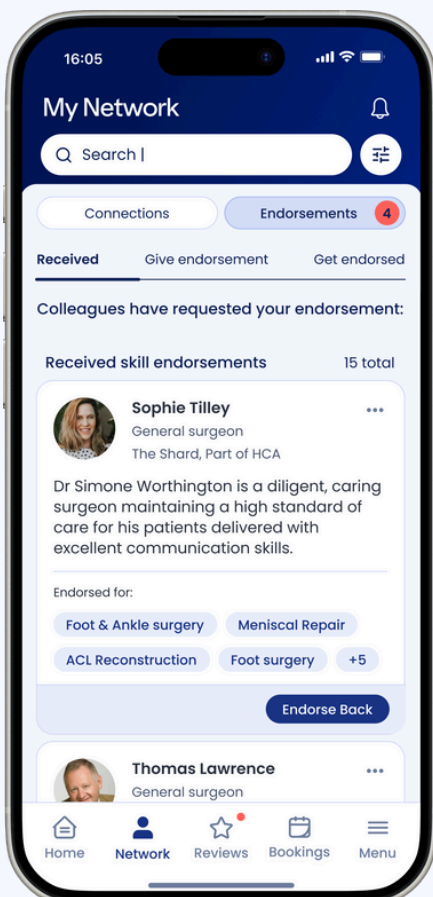 16:05
My Network
Search |
Connections
Endorsements 4
Received Give endorsement Get endorsed
Colleagues have requested your endorsement:
Received skill endorsements 15 total
Sophie Tilley
General surgeon
The Shard, Part of HCA
Dr Simone Worthington is a diligent, caring
surgeon maintaining a high standard of
care for his patients delivered with
excellent communication skills.
Endorsed for:
Foot & Ankle surgery Meniscal Repair
ACL Reconstruction Foot surgery +5
Endorse Back
Thomas Lawrence
General surgeon
Home Network Reviews Bookings Menu